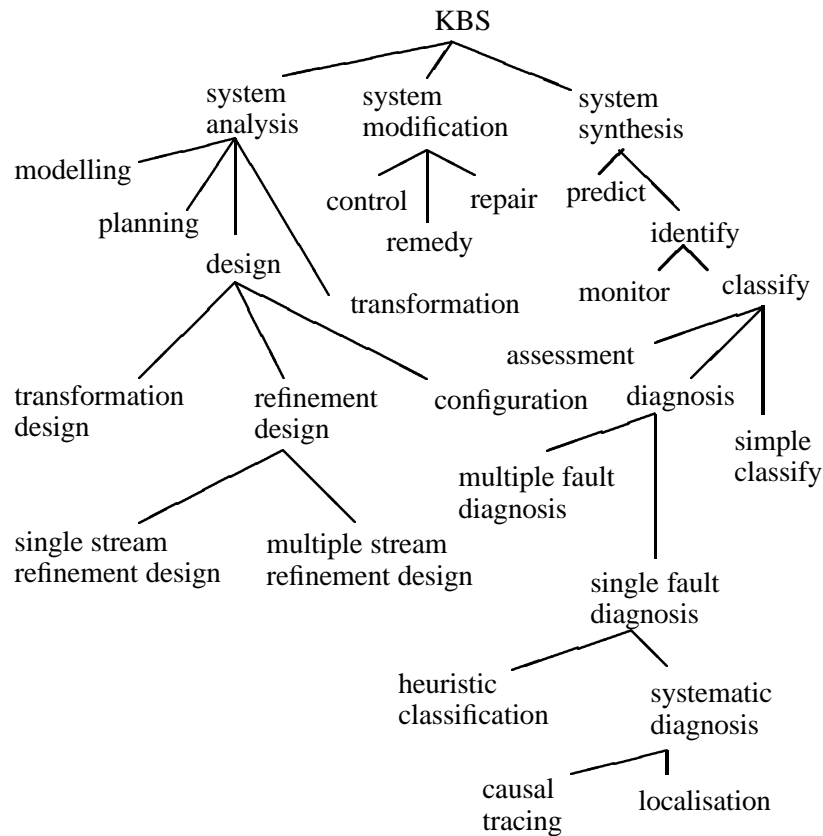 KBS
system
analysis
system
modification
system
synthesis
modelling
planning
design
transformation
control
remedy
repair
predict
identify
monitor
classify
transformation
design
refinement
design
configuration
assessment
diagnosis
simple
classify
single stream
refinement design
multiple stream
refinement design
multiple fault
diagnosis
single fault
diagnosis
heuristic
classification
systematic
diagnosis
causal
tracing
localisation